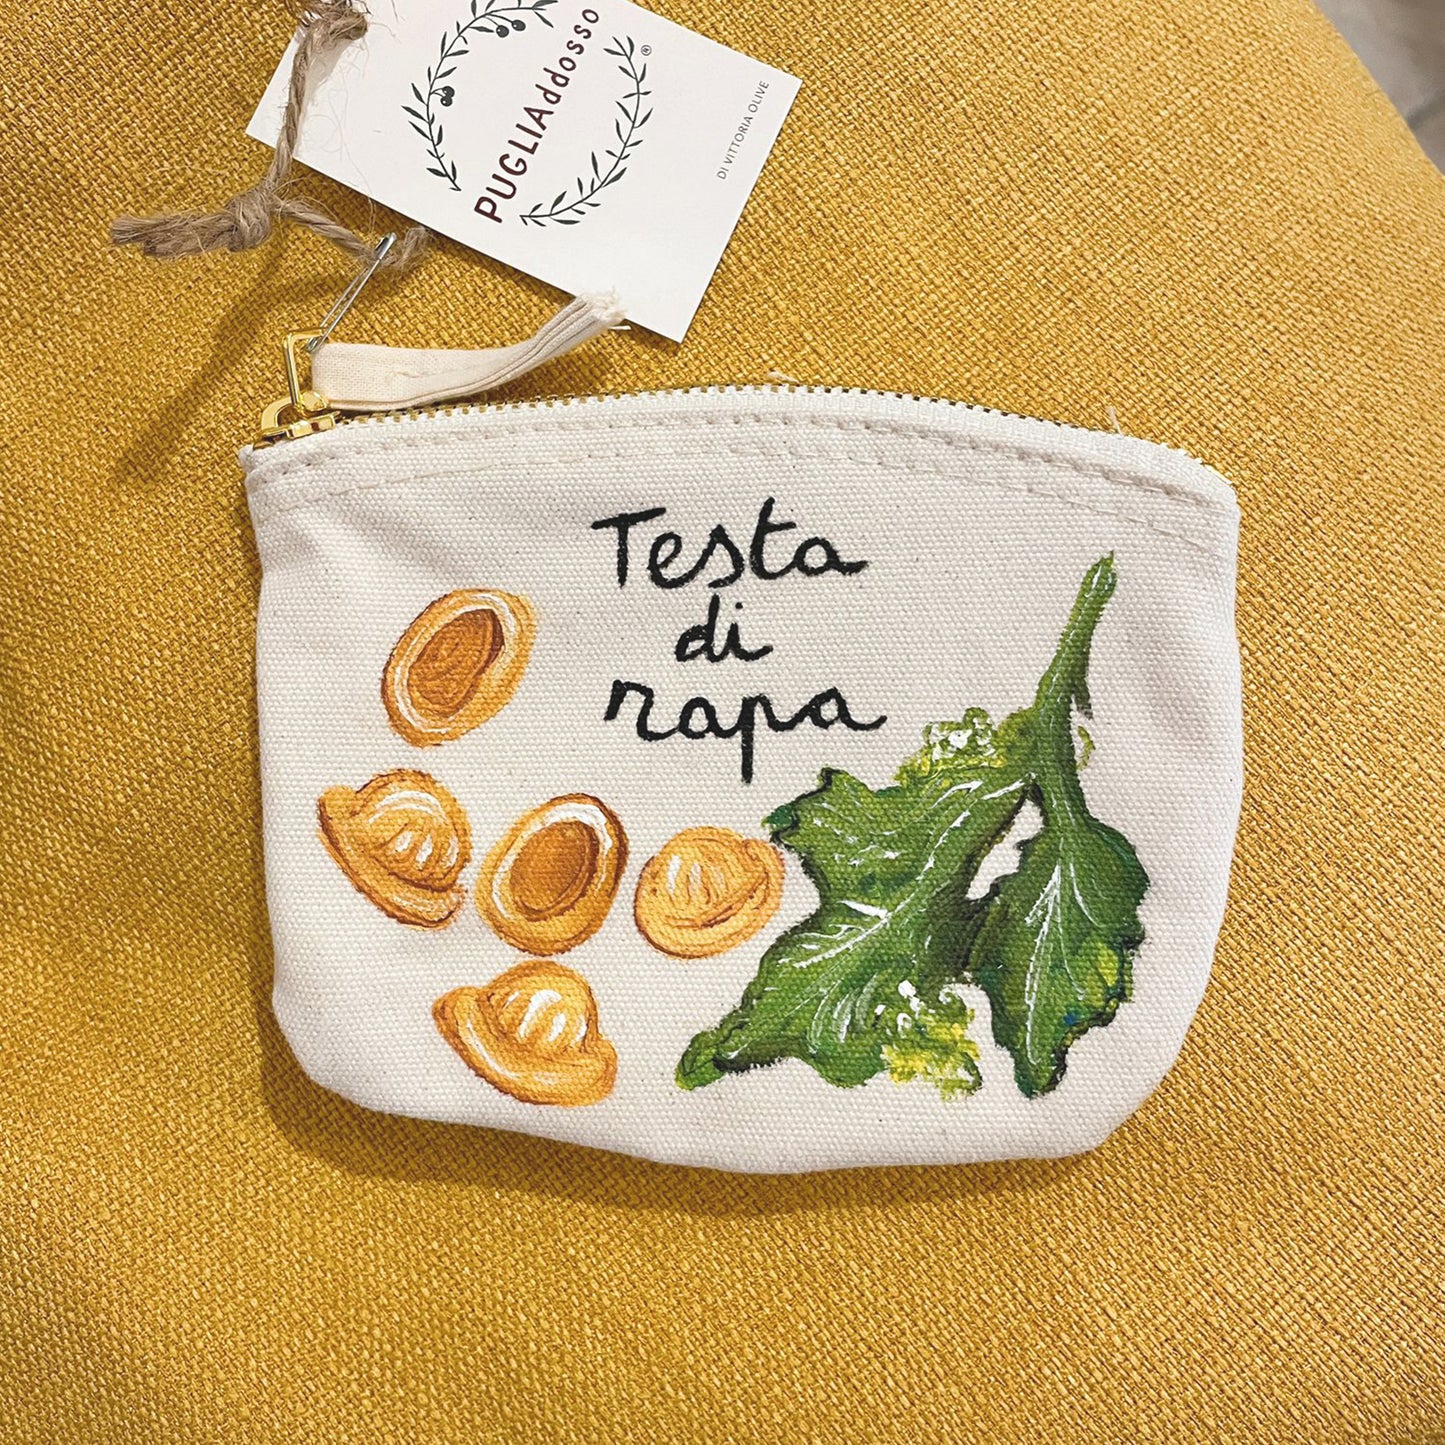 PUGLIAddosso®
DI VITTORIA OLIVE
Testa
di
rapa